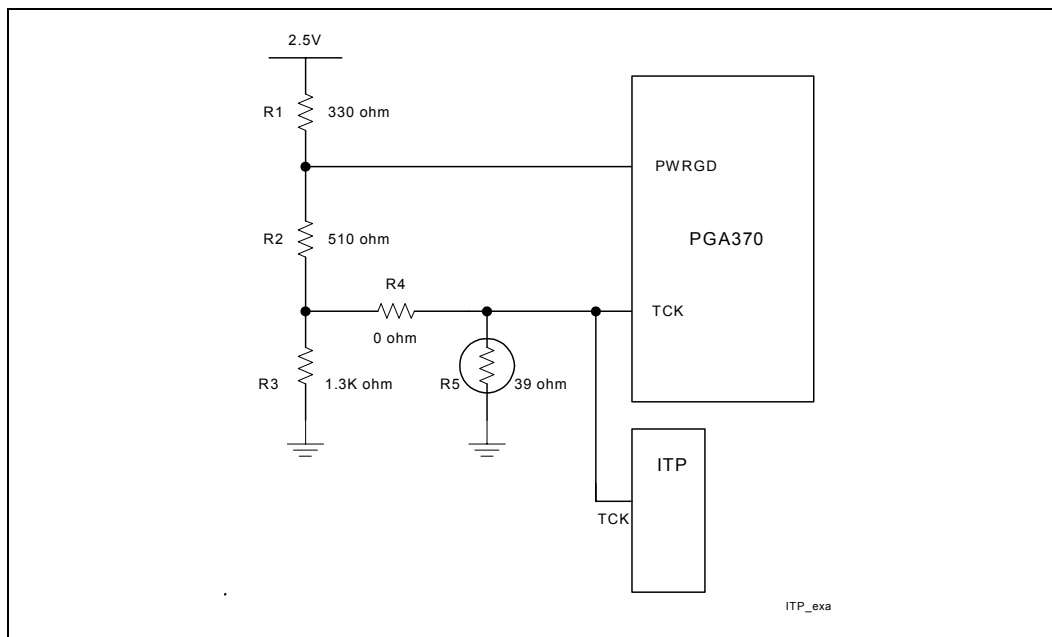 2.5V
R1 330 ohm
PWRGD
R2 510 ohm
PGA370
R4
TCK
0 ohm
R3 1.3K ohm
R5 39 ohm
ITP
TCK
ITP_exa